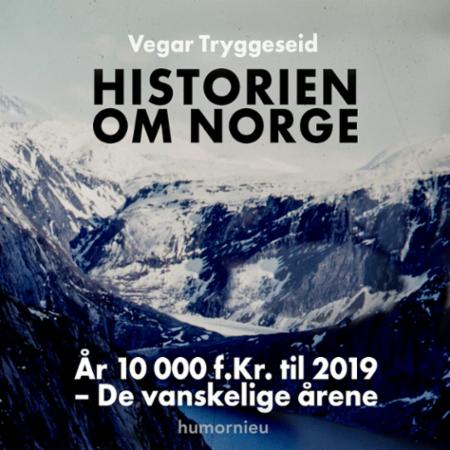 Vegar Tryggeseid
HISTORIEN
OM NORGE
År 10 000 f.Kr. til 2019
– De vanskelige årene
humornieu